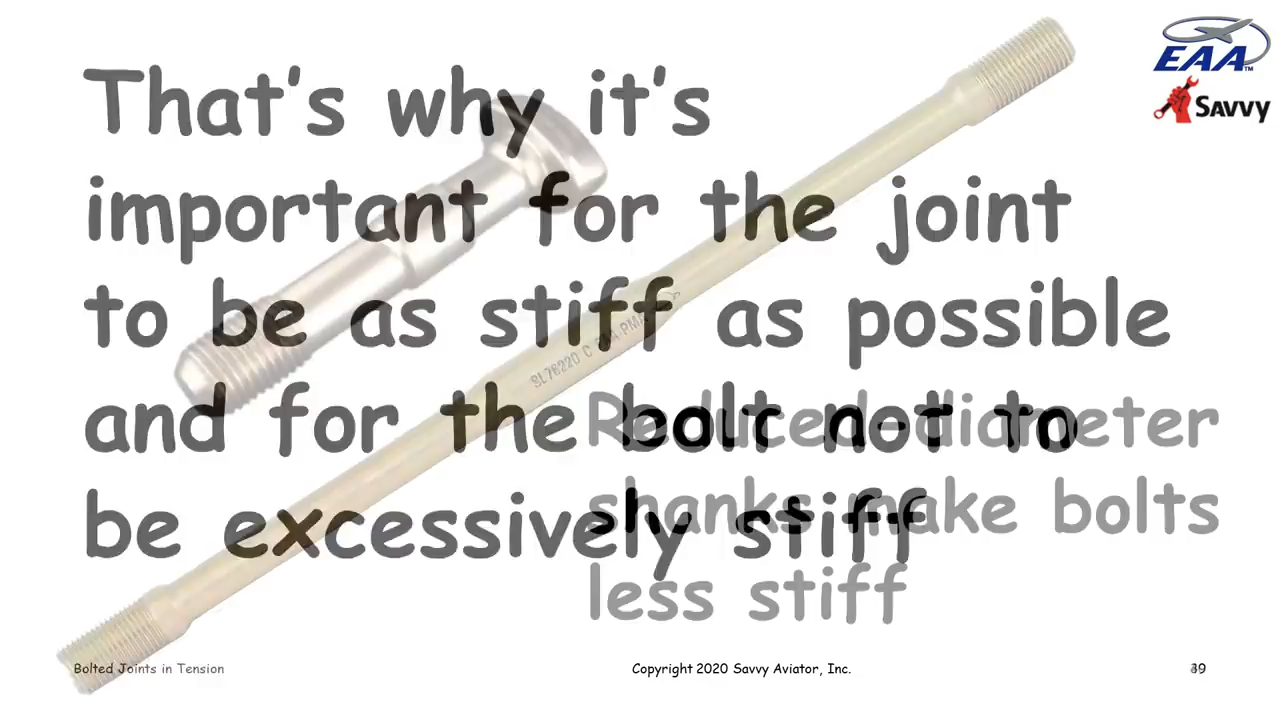 EAA
Savvy
That's why it's
important for the joint
to be as stiff as possible
and for the bolt not to
be excessively stiff
SL76220 C
PMA
Reduced-diameter
shanks make bolts
less stiff
Bolted Joints in Tension
Copyright 2020 Savvy Aviator, Inc.